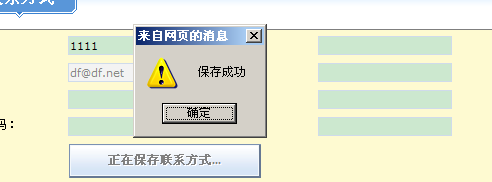 系方式
来自网页的消息
1111
df@df.net
保存成功
确定
码：
正在保存联系方式...